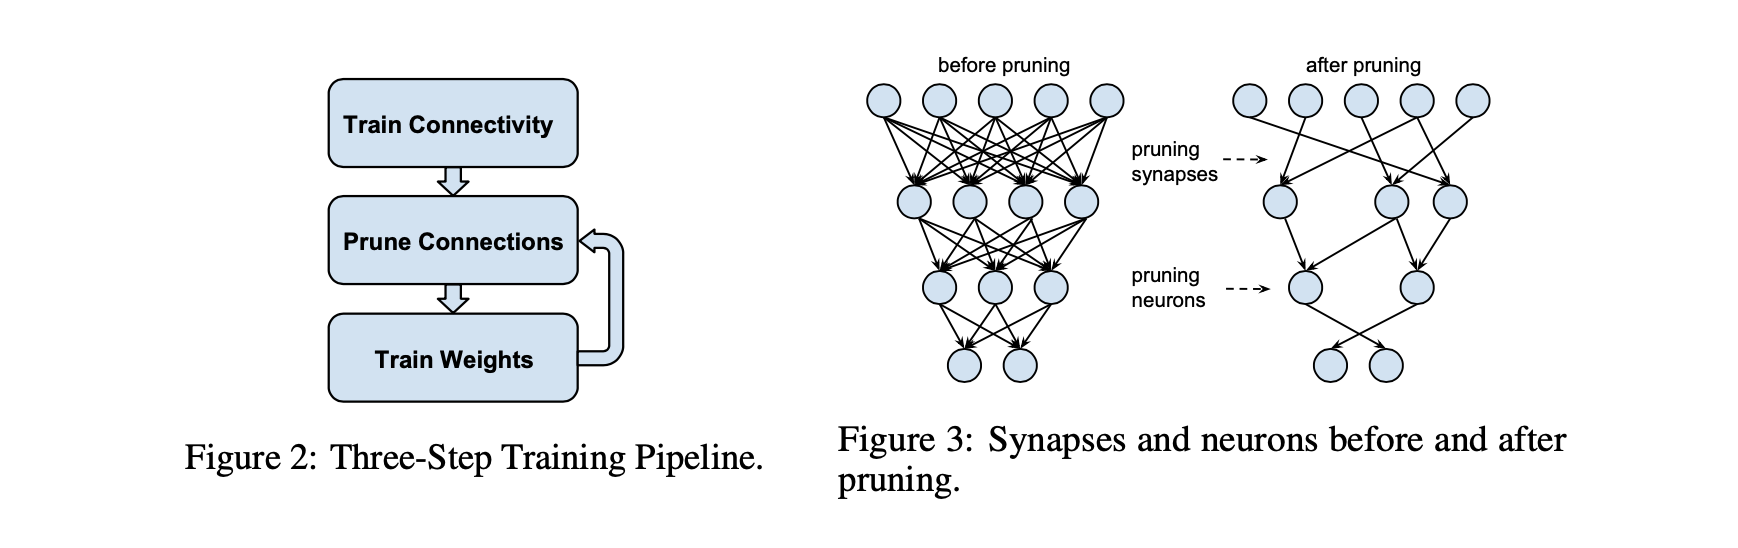 Train Connectivity
Prune Connections
Train Weights
Figure 2: Three-Step Training Pipeline.
before pruning
after pruning
pruning
synapses
pruning
neurons
Figure 3: Synapses and neurons before and after
pruning.